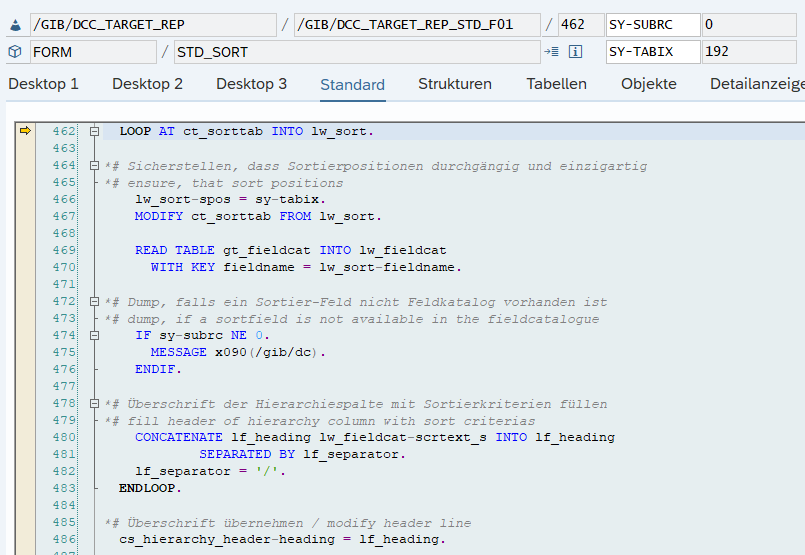 /GIB/DCC_TARGET_REP / /GIB/DCC_TARGET_REP_STD_F01 / 462 SY-SUBRC 0
FORM / STD_SORT SY-TABIX 192
Desktop 1 Desktop 2 Desktop 3 Standard Strukturen Tabellen Objekte Detailanzeige
462 LOOP AT ct_sorttab INTO lw_sort.
463
464 *# Sicherstellen, dass Sortierpositionen durchgängig und einzigartig
465 *# ensure, that sort positions
466 lw_sort-spos = sy-tabix.
467 MODIFY ct_sorttab FROM lw_sort.
468
469 READ TABLE gt_fieldcat INTO lw_fieldcat
470 WITH KEY fieldname = lw_sort-fieldname.
471
472 *# Dump, falls ein Sortier-Feld nicht Feldkatalog vorhanden ist
473 *# dump, if a sortfield is not available in the fieldcatalogue
474 IF sy-subrc NE 0.
475 MESSAGE x090(/gib/dc).
476 ENDIF.
477
478 *# Überschrift der Hierarchiespalte mit Sortierkriterien füllen
479 *# fill header of hierarchy column with sort criterias
480 CONCATENATE lf_heading lw_fieldcat-scrtext_s INTO lf_heading
481 SEPARATED BY lf_separator.
482 lf_separator = '/'.
483 ENDLOOP.
484
485 *# Überschrift übernehmen / modify header line
486 cs_hierarchy_header-heading = lf_heading.